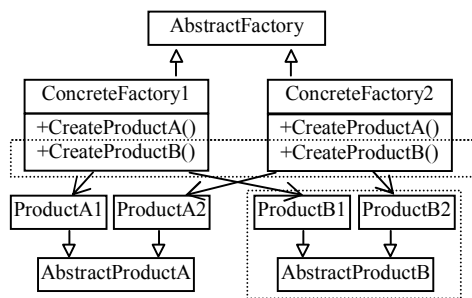 AbstractFactory
ConcreteFactory1
+CreateProductA()
+CreateProductB()
ConcreteFactory2
+CreateProductA()
+CreateProductB()
ProductA1
ProductA2
ProductB1
ProductB2
AbstractProductA
AbstractProductB